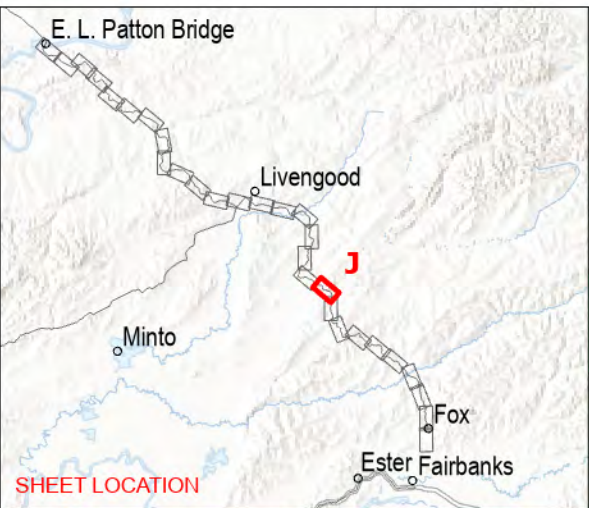 E. L. Patton Bridge
Livengood
J
Minto
Fox
Ester Fairbanks
SHEET LOCATION